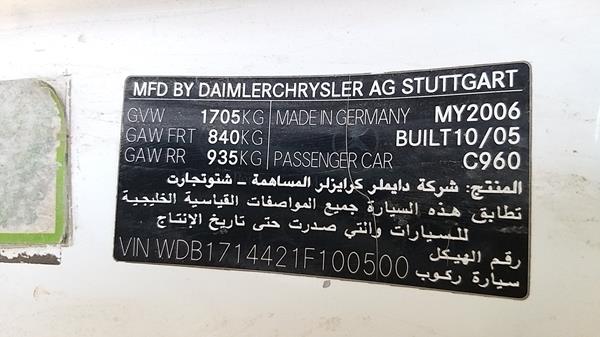 MFD BY DAIMLERCHRYSLER AG STUTTGART
GVW 1705KG MADE IN GERMANY MY2006
GAW FRT 840KG BUILT10/05
GAW RR 935KG PASSENGER CAR C960
المنتج: شركة دايملر كرايزلر المساهمة – شتوتجارت
تطابق هذه السيارة جميع المواصفات القياسية الخليجية
للسيارات والتي صدرت حتى تاريخ الإنتاج
رقم الهيكل VIN WDB1714421F100500
سيارة ركوب